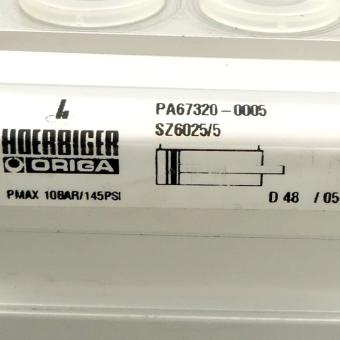 PA67320-0005
SZ6025/5
HOERBIGER
ORIGA
PMAX 10BAR/145PSI
D 48 / 05